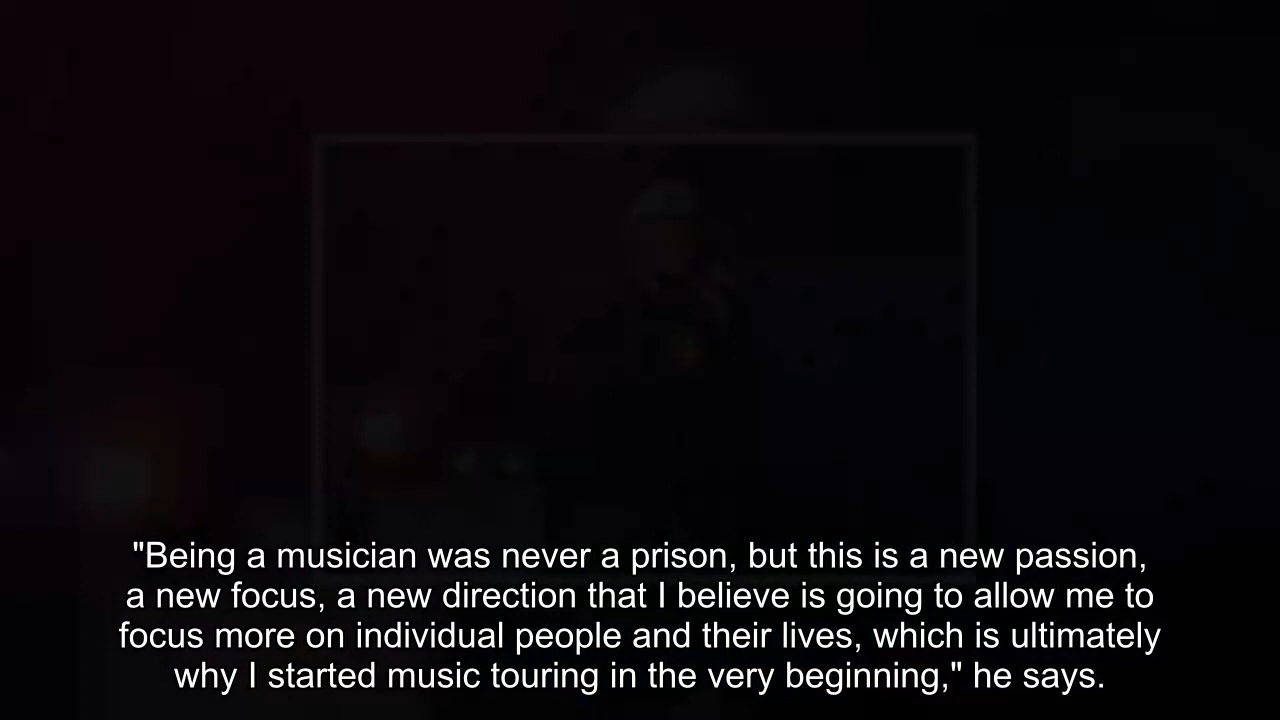 "Being a musician was never a prison, but this is a new passion,
a new focus, a new direction that I believe is going to allow me to
focus more on individual people and their lives, which is ultimately
why I started music touring in the very beginning," he says.